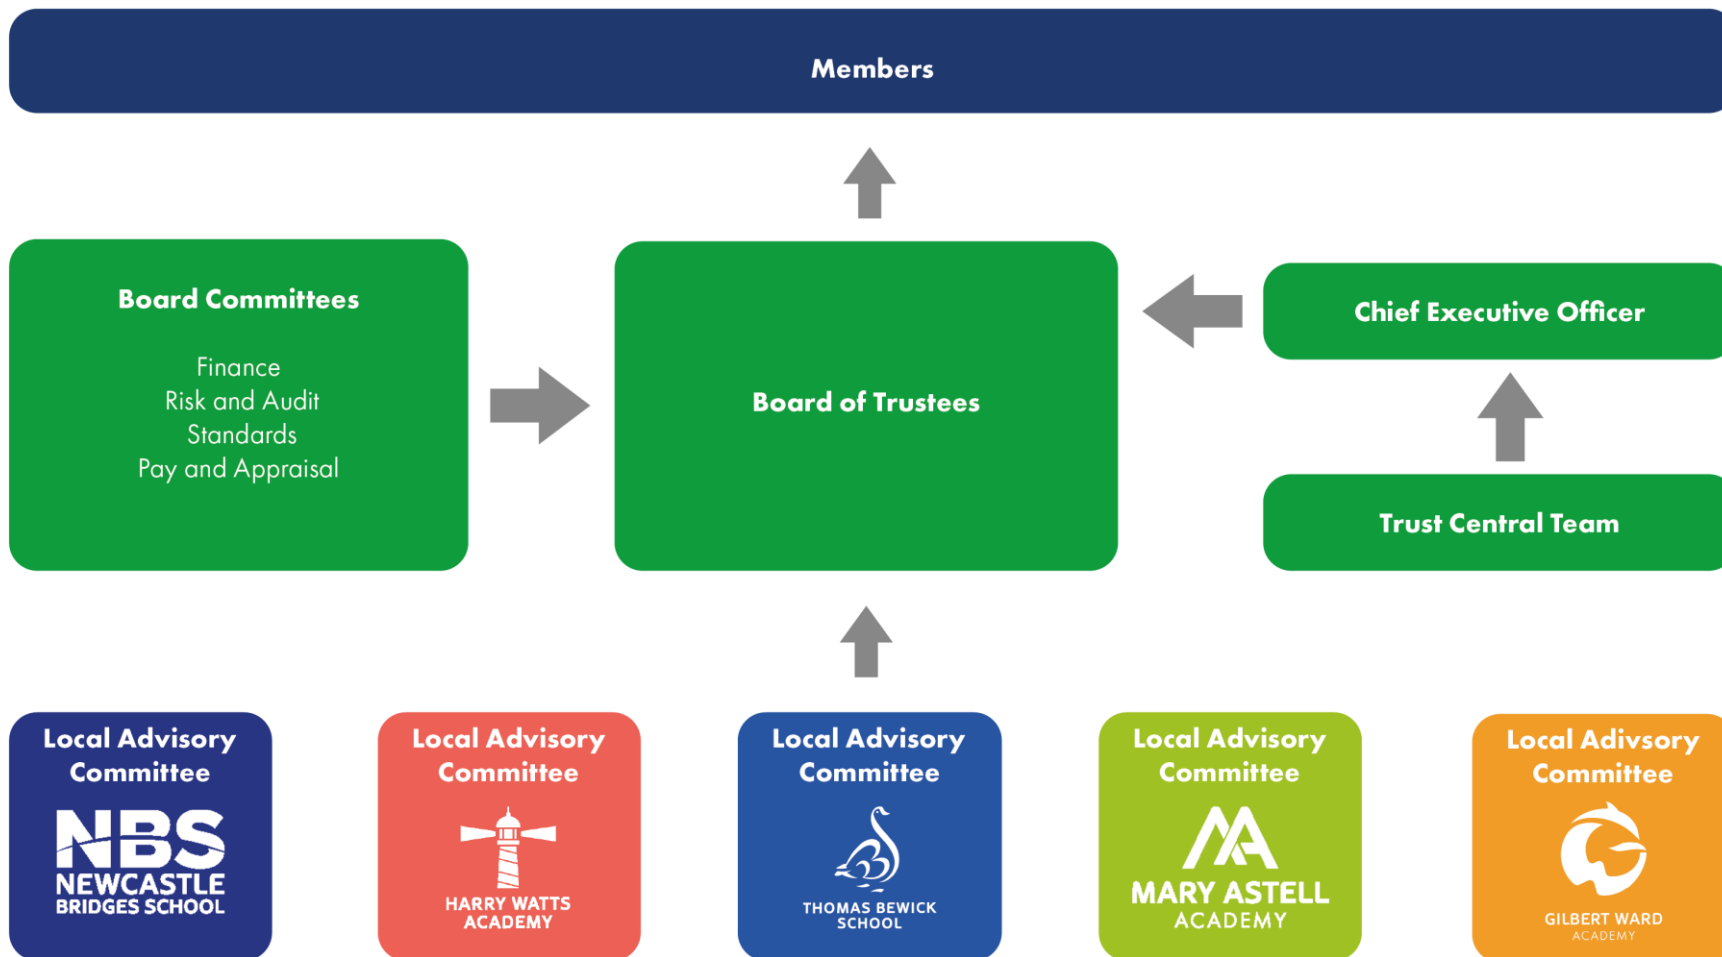 Members
Board Committees
Finance
Risk and Audit
Standards
Pay and Appraisal
Board of Trustees
Chief Executive Officer
Trust Central Team
Local Advisory
Committee
NBS
NEWCASTLE
BRIDGES SCHOOL
Local Advisory
Committee
HARRY WATTS
ACADEMY
Local Advisory
Committee
THOMAS BEWICK
SCHOOL
Local Advisory
Committee
MA
MARY ASTELL
ACADEMY
Local Adivsory
Committee
GILBERT WARD
ACADEMY